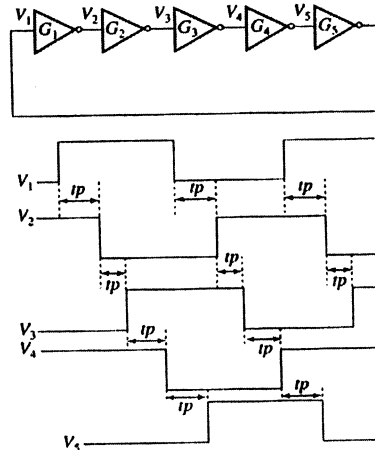 V1 V2 V3 V4 V5
G1 G2 G3 G4 G5
V1 tp tp tp
V2
tp tp tp
V3
V4 tp tp
tp tp
V5